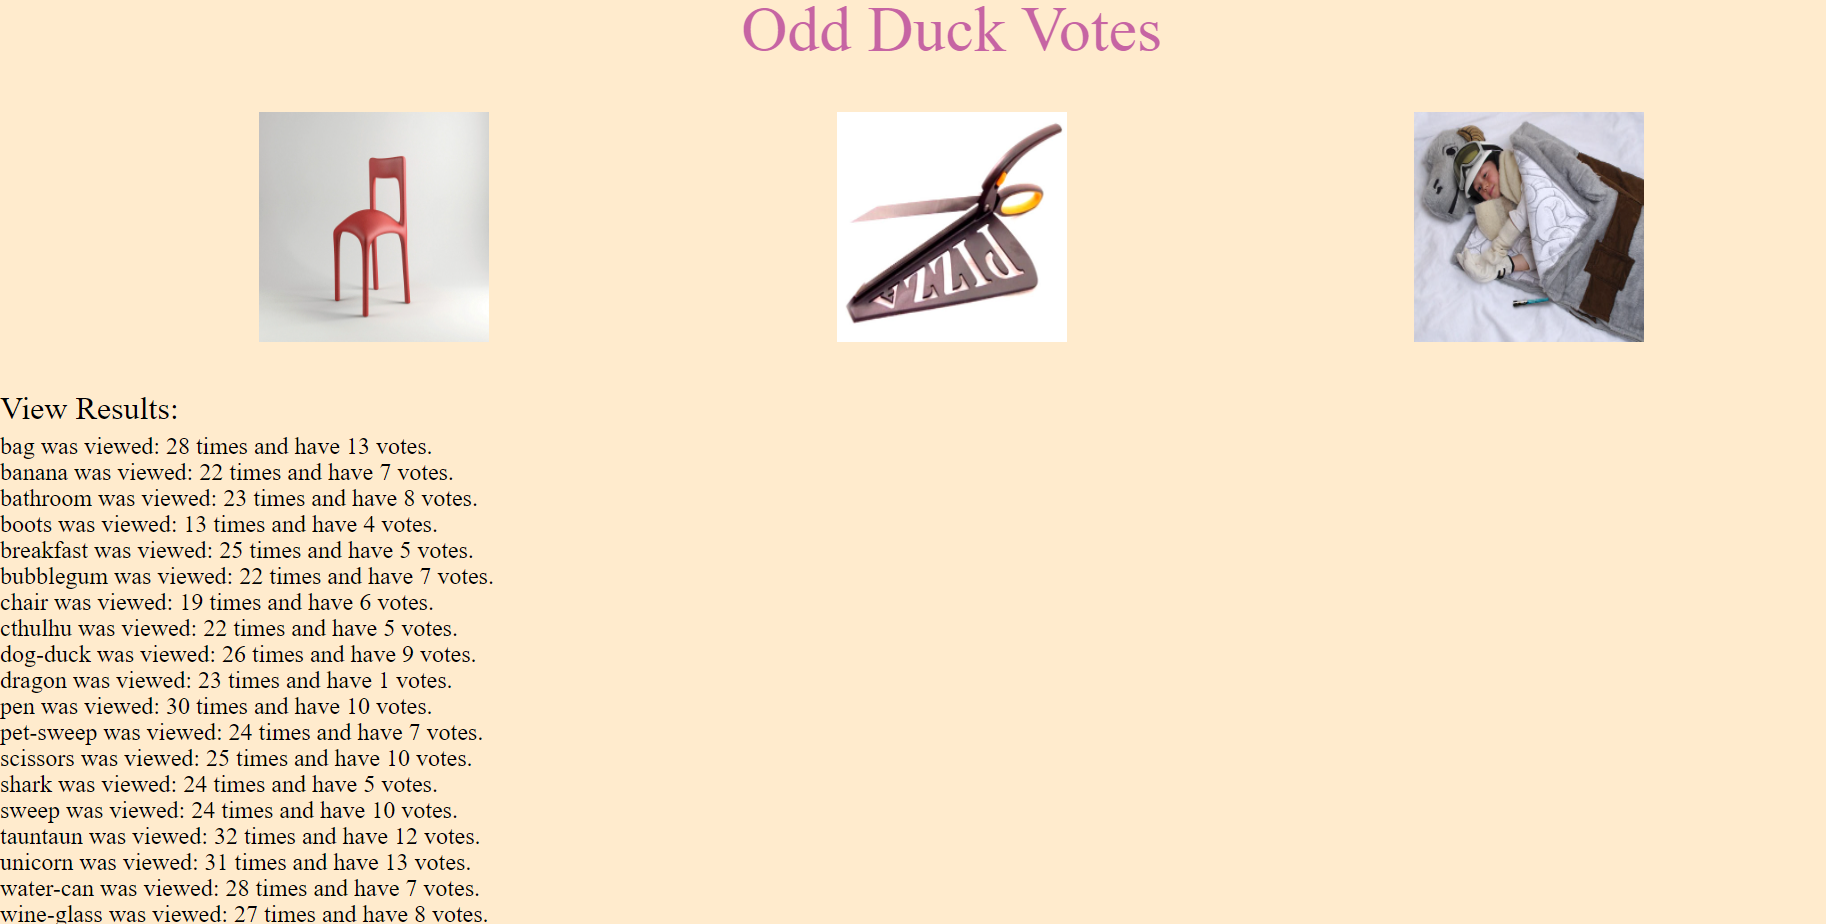 Odd Duck Votes
PIZZA
View Results:
bag was viewed: 28 times and have 13 votes.
banana was viewed: 22 times and have 7 votes.
bathroom was viewed: 23 times and have 8 votes.
boots was viewed: 13 times and have 4 votes.
breakfast was viewed: 25 times and have 5 votes.
bubblegum was viewed: 22 times and have 7 votes.
chair was viewed: 19 times and have 6 votes.
cthulhu was viewed: 22 times and have 5 votes.
dog-duck was viewed: 26 times and have 9 votes.
dragon was viewed: 23 times and have 1 votes.
pen was viewed: 30 times and have 10 votes.
pet-sweep was viewed: 24 times and have 7 votes.
scissors was viewed: 25 times and have 10 votes.
shark was viewed: 24 times and have 5 votes.
sweep was viewed: 24 times and have 10 votes.
tauntaun was viewed: 32 times and have 12 votes.
unicorn was viewed: 31 times and have 13 votes.
water-can was viewed: 28 times and have 7 votes.
wine-glass was viewed: 27 times and have 8 votes.